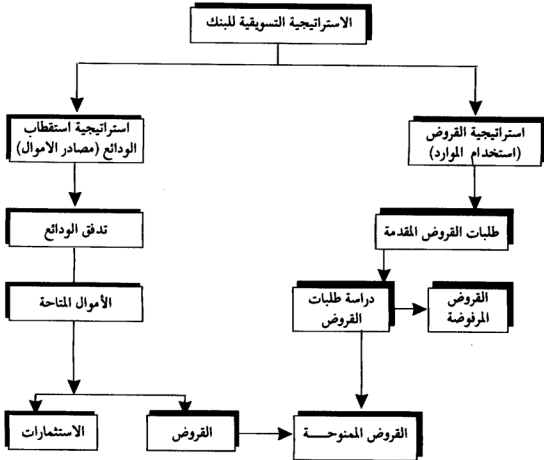 الاستراتيجية التسويقية للبنك
استراتيجية القروض
(استخدام الموارد)
استراتيجية استقطاب
الودائع (مصادر الاموال)
طلبات القروض المقدمة
تدفق الودائع
القروض
المرفوضة
دراسة طلبات
القروض
الأموال المتاحة
القروض الممنوحــــة
القروض
الاستثمارات